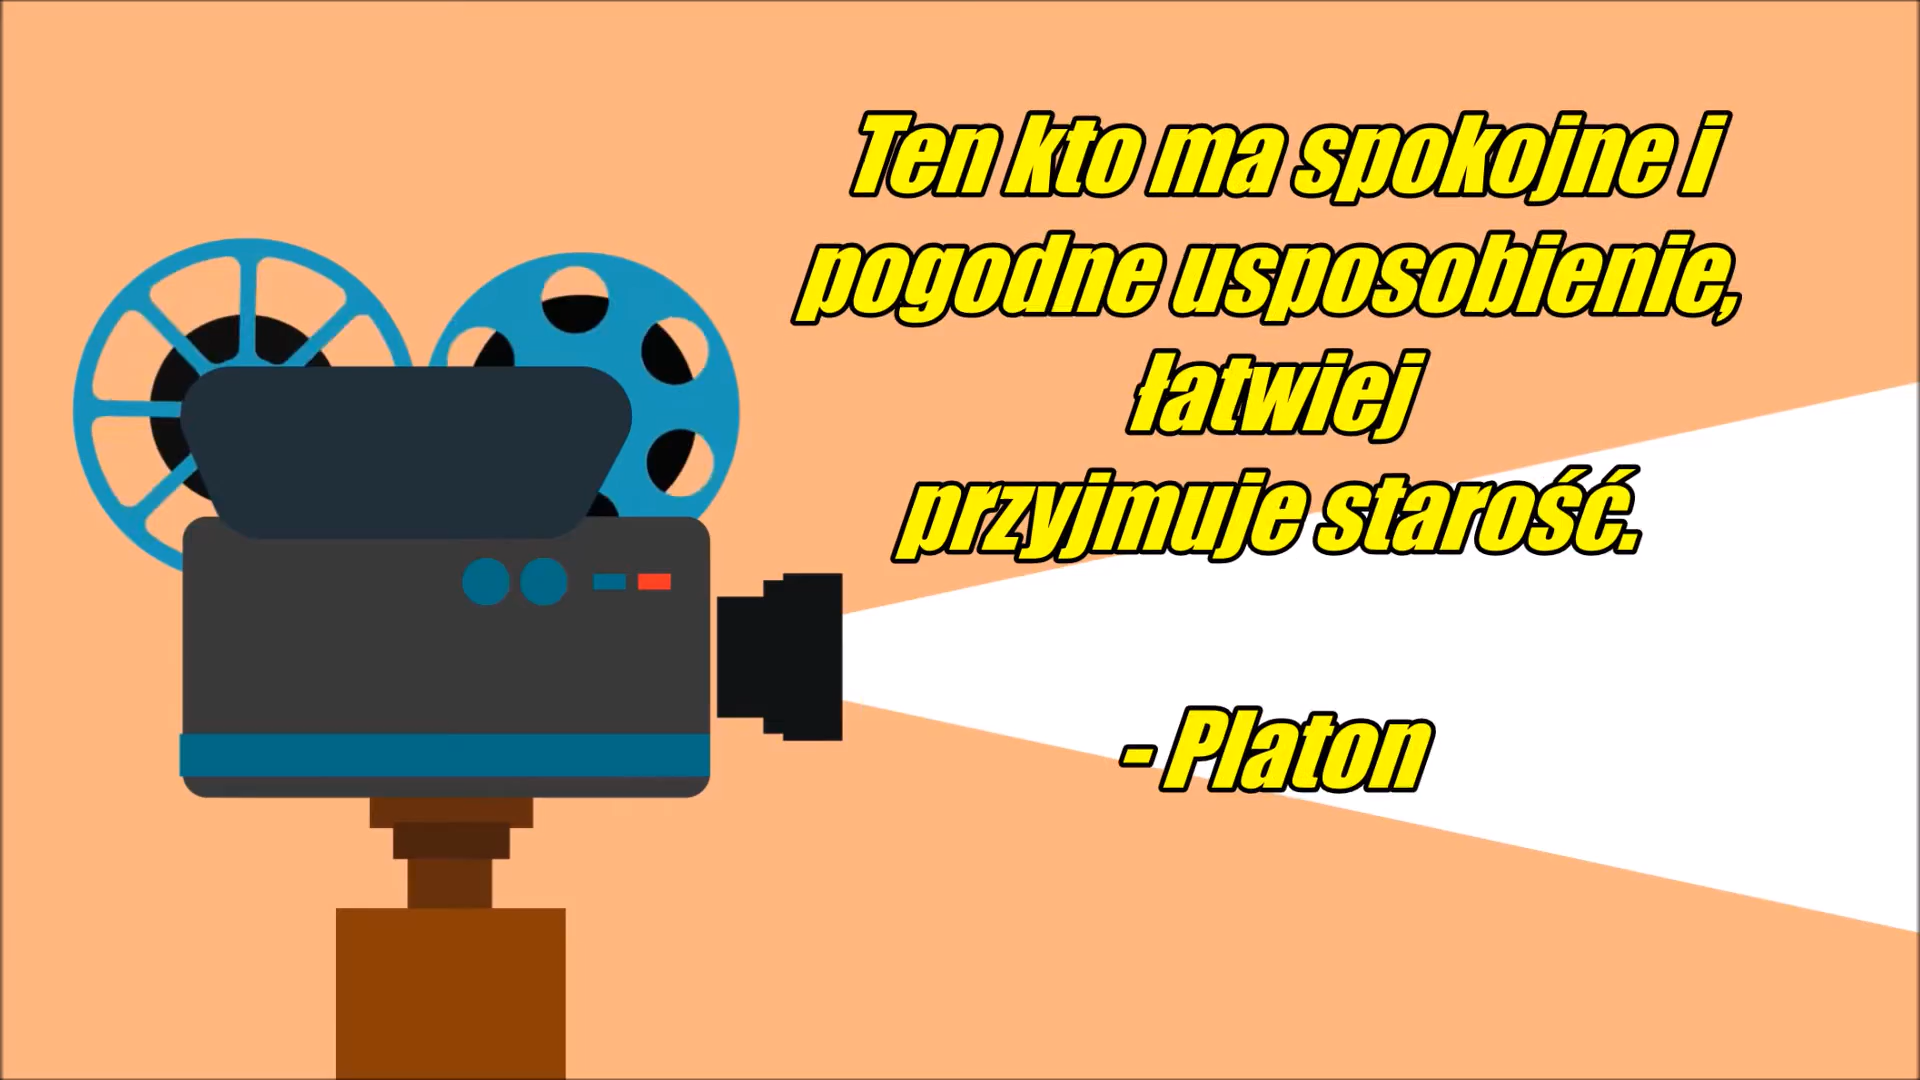 Ten kto ma spokojne i
pogodne usposobienie,
łatwiej
przyjmuje starość.
- Platon